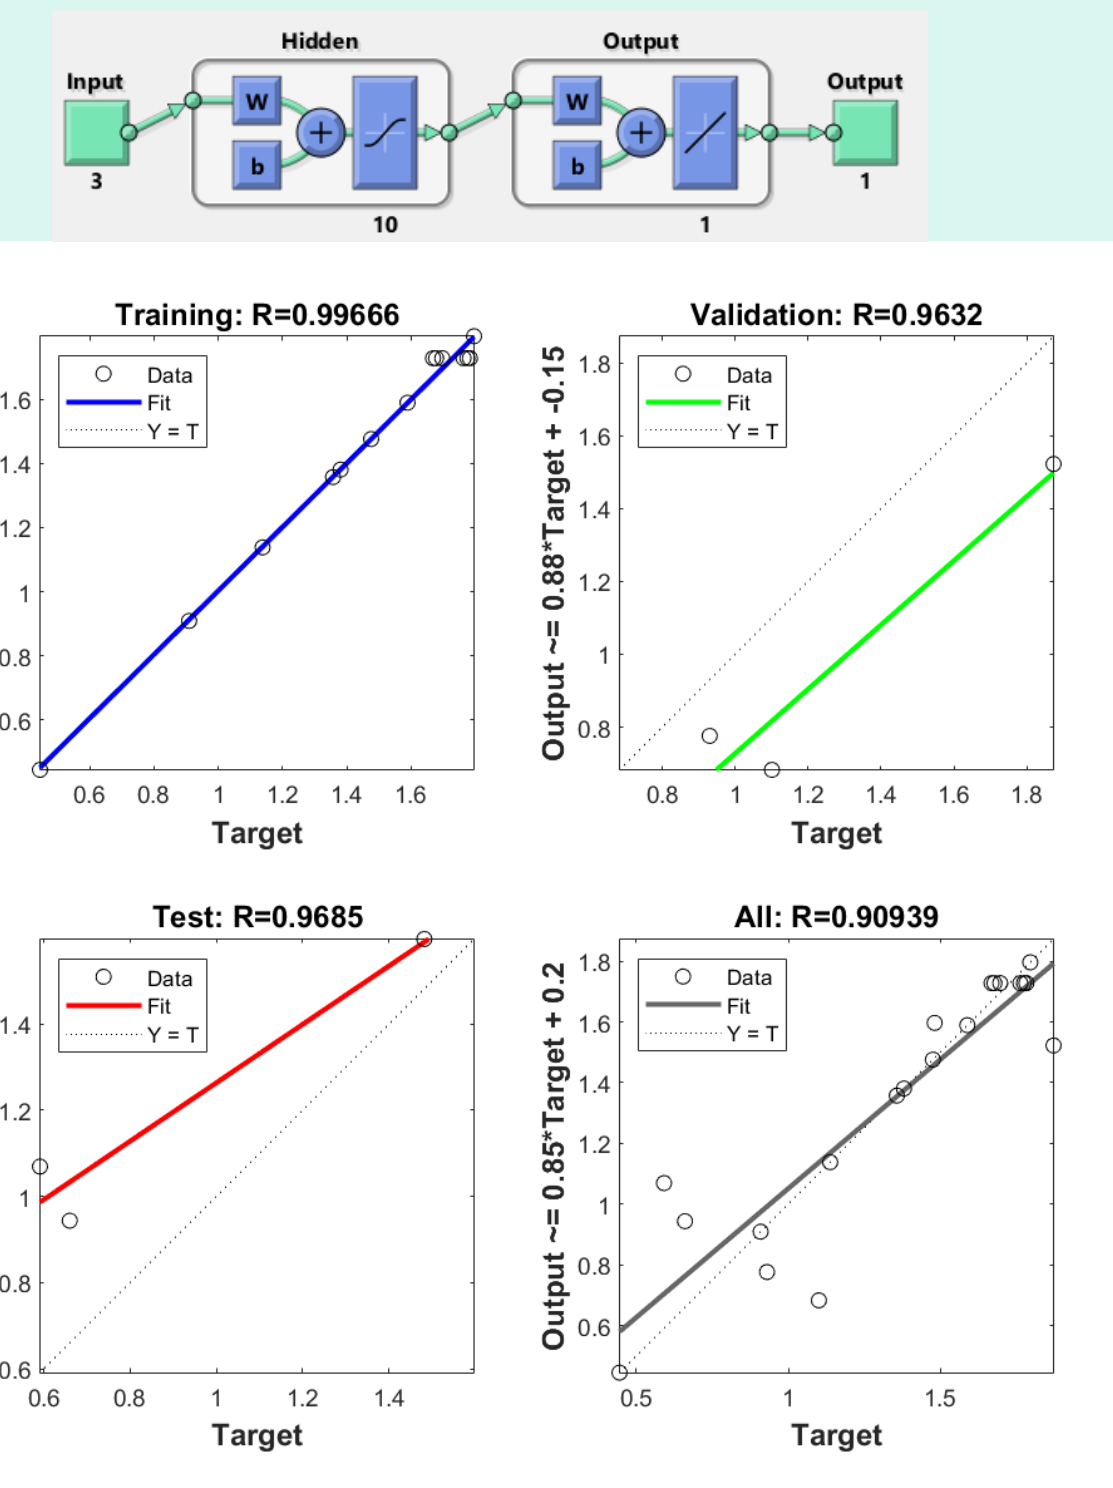 Hidden
Output
Input
Output
W
W
+
+
b
b
3
1
10
1
Training: R=0.99666
Data
Fit
Y = T
1.6
1.4
1.2
1
0.8
0.6
0.6 0.8 1 1.2 1.4 1.6
Target
Validation: R=0.9632
Output ~= 0.88*Target + -0.15
Data
Fit
Y = T
1.8
1.6
1.4
1.2
1
0.8
0.8 1 1.2 1.4 1.6 1.8
Target
Test: R=0.9685
Data
Fit
Y = T
1.4
1.2
1
0.8
0.6
0.6 0.8 1 1.2 1.4
Target
All: R=0.90939
Output ~= 0.85*Target + 0.2
Data
Fit
Y = T
1.8
1.6
1.4
1.2
1
0.8
0.6
0.5 1 1.5
Target